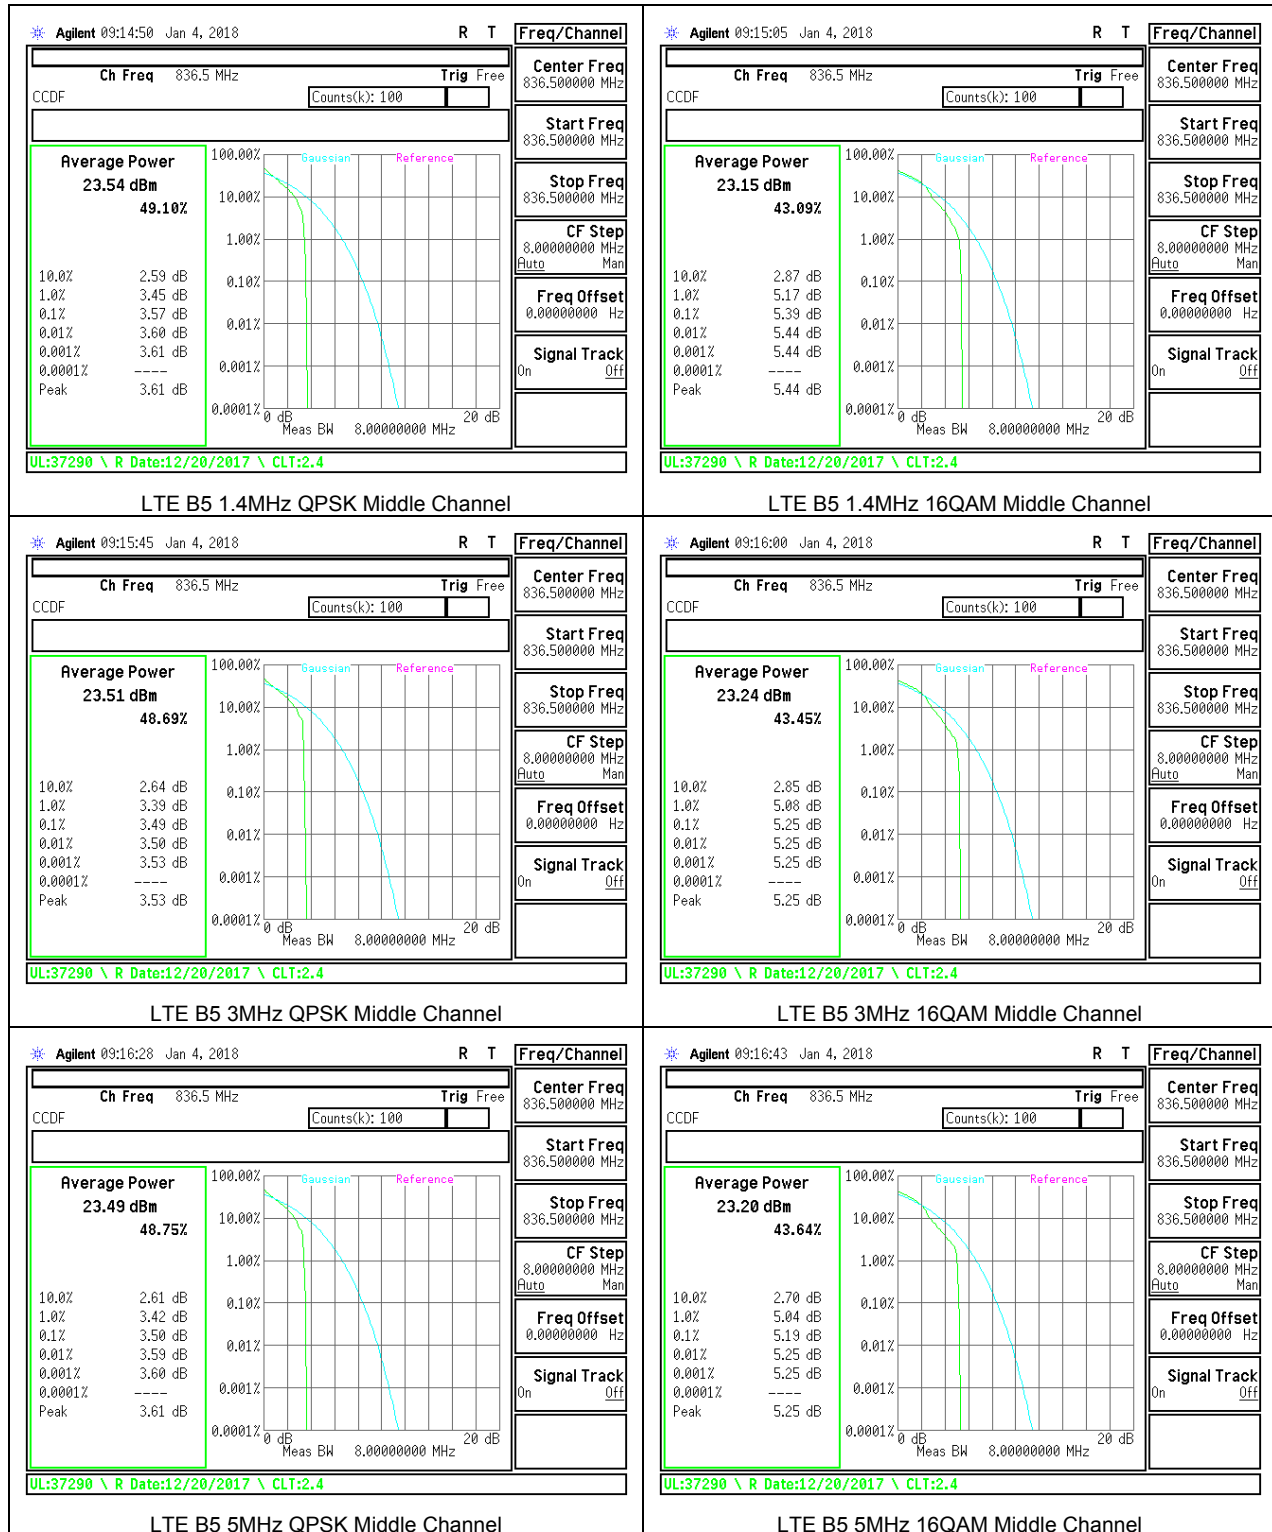 Agilent 09:14:50 Jan 4, 2018 R T Freq/Channel
Ch Freq 836.5 MHz Trig Free
CCDF Counts(k): 100
Center Freq
836.500000 MHz
Start Freq
836.500000 MHz
Stop Freq
836.500000 MHz
CF Step
8.00000000 MHz
Auto Man
Freq Offset
0.00000000 Hz
Signal Track
On Off
Average Power
23.54 dBm
49.10%
10.0% 2.59 dB
1.0% 3.45 dB
0.1% 3.57 dB
0.01% 3.60 dB
0.001% 3.61 dB
0.0001% ----
Peak 3.61 dB
Gaussian Reference
100.00%
10.00%
1.00%
0.10%
0.01%
0.001%
0.0001%
0 dB 20 dB
Meas BW 8.00000000 MHz
UL:37290 \ R Date:12/20/2017 \ CLT:2.4
LTE B5 1.4MHz QPSK Middle Channel
Agilent 09:15:05 Jan 4, 2018 R T Freq/Channel
Ch Freq 836.5 MHz Trig Free
CCDF Counts(k): 100
Center Freq
836.500000 MHz
Start Freq
836.500000 MHz
Stop Freq
836.500000 MHz
CF Step
8.00000000 MHz
Auto Man
Freq Offset
0.00000000 Hz
Signal Track
On Off
Average Power
23.15 dBm
43.09%
10.0% 2.87 dB
1.0% 5.17 dB
0.1% 5.39 dB
0.01% 5.44 dB
0.001% 5.44 dB
0.0001% ----
Peak 5.44 dB
Gaussian Reference
100.00%
10.00%
1.00%
0.10%
0.01%
0.001%
0.0001%
0 dB 20 dB
Meas BW 8.00000000 MHz
UL:37290 \ R Date:12/20/2017 \ CLT:2.4
LTE B5 1.4MHz 16QAM Middle Channel
Agilent 09:15:45 Jan 4, 2018 R T Freq/Channel
Ch Freq 836.5 MHz Trig Free
CCDF Counts(k): 100
Center Freq
836.500000 MHz
Start Freq
836.500000 MHz
Stop Freq
836.500000 MHz
CF Step
8.00000000 MHz
Auto Man
Freq Offset
0.00000000 Hz
Signal Track
On Off
Average Power
23.51 dBm
48.69%
10.0% 2.64 dB
1.0% 3.39 dB
0.1% 3.49 dB
0.01% 3.50 dB
0.001% 3.53 dB
0.0001% ----
Peak 3.53 dB
Gaussian Reference
100.00%
10.00%
1.00%
0.10%
0.01%
0.001%
0.0001%
0 dB 20 dB
Meas BW 8.00000000 MHz
UL:37290 \ R Date:12/20/2017 \ CLT:2.4
LTE B5 3MHz QPSK Middle Channel
Agilent 09:16:00 Jan 4, 2018 R T Freq/Channel
Ch Freq 836.5 MHz Trig Free
CCDF Counts(k): 100
Center Freq
836.500000 MHz
Start Freq
836.500000 MHz
Stop Freq
836.500000 MHz
CF Step
8.00000000 MHz
Auto Man
Freq Offset
0.00000000 Hz
Signal Track
On Off
Average Power
23.24 dBm
43.45%
10.0% 2.85 dB
1.0% 5.08 dB
0.1% 5.25 dB
0.01% 5.25 dB
0.001% 5.25 dB
0.0001% ----
Peak 5.25 dB
Gaussian Reference
100.00%
10.00%
1.00%
0.10%
0.01%
0.001%
0.0001%
0 dB 20 dB
Meas BW 8.00000000 MHz
UL:37290 \ R Date:12/20/2017 \ CLT:2.4
LTE B5 3MHz 16QAM Middle Channel
Agilent 09:16:28 Jan 4, 2018 R T Freq/Channel
Ch Freq 836.5 MHz Trig Free
CCDF Counts(k): 100
Center Freq
836.500000 MHz
Start Freq
836.500000 MHz
Stop Freq
836.500000 MHz
CF Step
8.00000000 MHz
Auto Man
Freq Offset
0.00000000 Hz
Signal Track
On Off
Average Power
23.49 dBm
48.75%
10.0% 2.61 dB
1.0% 3.42 dB
0.1% 3.50 dB
0.01% 3.59 dB
0.001% 3.60 dB
0.0001% ----
Peak 3.61 dB
Gaussian Reference
100.00%
10.00%
1.00%
0.10%
0.01%
0.001%
0.0001%
0 dB 20 dB
Meas BW 8.00000000 MHz
UL:37290 \ R Date:12/20/2017 \ CLT:2.4
LTE B5 5MHz QPSK Middle Channel
Agilent 09:16:43 Jan 4, 2018 R T Freq/Channel
Ch Freq 836.5 MHz Trig Free
CCDF Counts(k): 100
Center Freq
836.500000 MHz
Start Freq
836.500000 MHz
Stop Freq
836.500000 MHz
CF Step
8.00000000 MHz
Auto Man
Freq Offset
0.00000000 Hz
Signal Track
On Off
Average Power
23.20 dBm
43.64%
10.0% 2.70 dB
1.0% 5.04 dB
0.1% 5.19 dB
0.01% 5.25 dB
0.001% 5.25 dB
0.0001% ----
Peak 5.25 dB
Gaussian Reference
100.00%
10.00%
1.00%
0.10%
0.01%
0.001%
0.0001%
0 dB 20 dB
Meas BW 8.00000000 MHz
UL:37290 \ R Date:12/20/2017 \ CLT:2.4
LTE B5 5MHz 16QAM Middle Channel